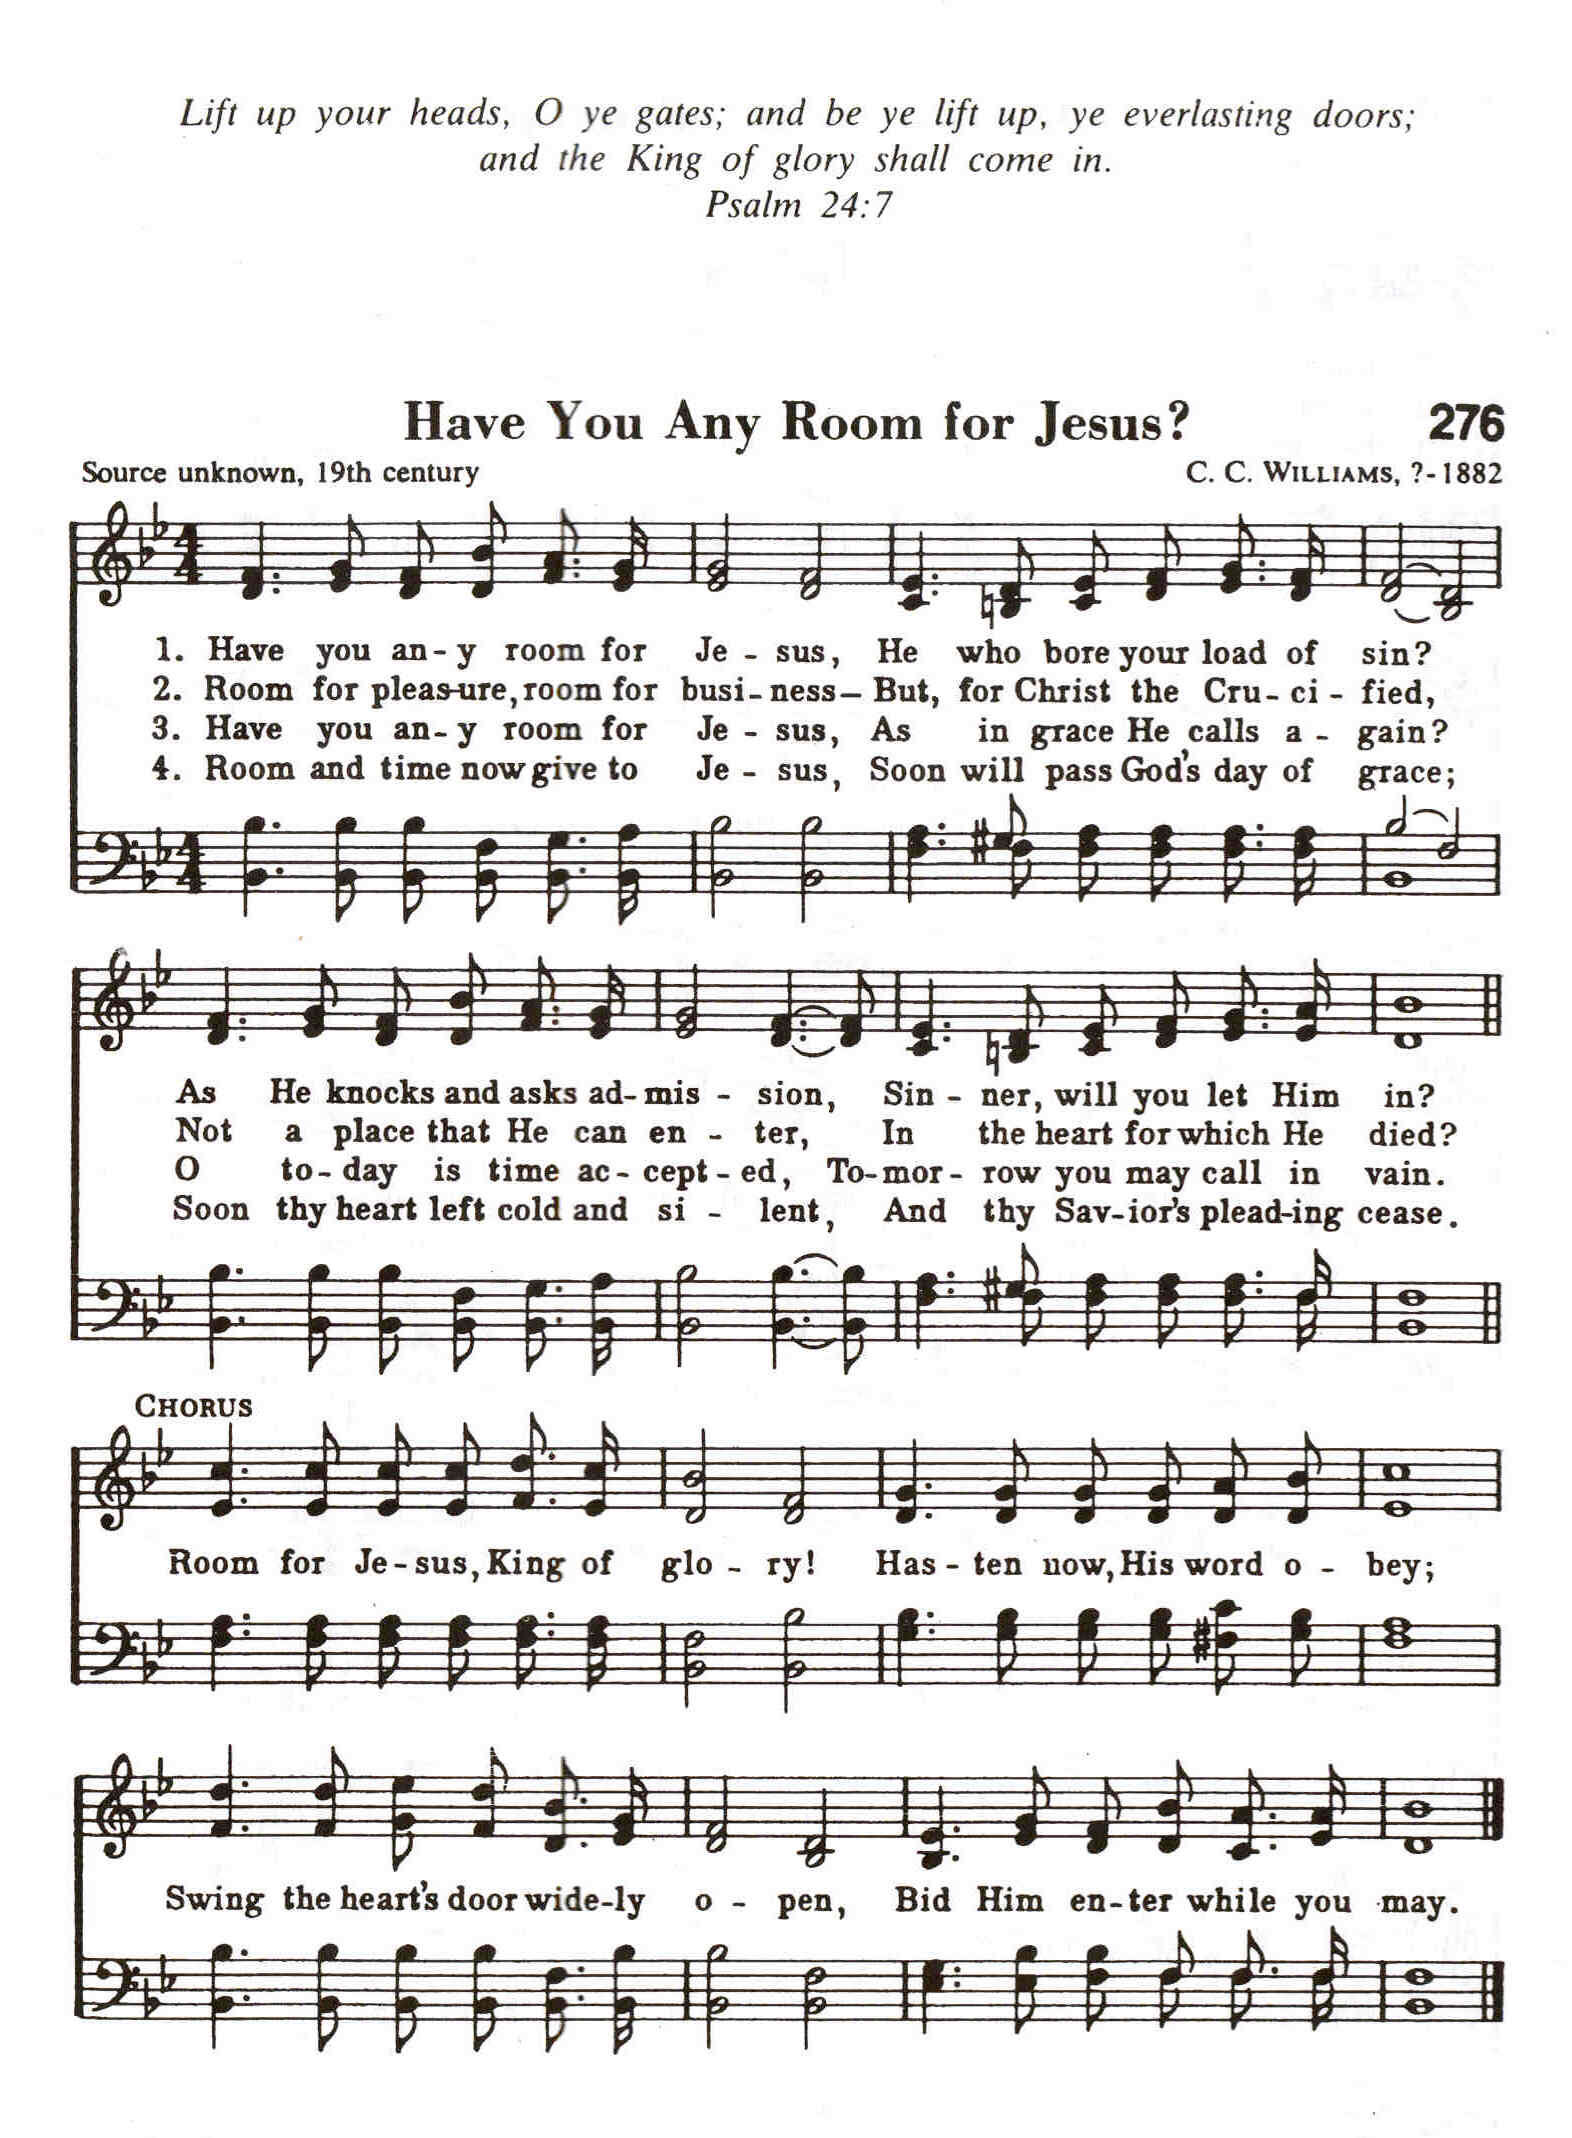 Lift up your heads, O ye gates; and be ye lift up, ye everlasting doors;
and the King of glory shall come in.
Psalm 24:7
Have You Any Room for Jesus? 276
Source unknown, 19th century C. C. WILLIAMS, ?-1882
1. Have you an-y room for Je - sus, He who bore your load of sin?
2. Room for pleas-ure, room for busi-ness— But, for Christ the Cru-ci-fied,
3. Have you an-y room for Je - sus, As in grace He calls a - gain?
4. Room and time now give to Je - sus, Soon will pass God's day of grace;
As He knocks and asks ad-mis - sion, Sin - ner, will you let Him in?
Not a place that He can en - ter, In the heart for which He died?
O to-day is time ac-cept-ed, To-mor-row you may call in vain.
Soon thy heart left cold and si - lent, And thy Sav-ior's plead-ing cease.
CHORUS
Room for Je-sus, King of glo - ry! Has-ten now, His word o - bey;
Swing the heart's door wide-ly o - pen, Bid Him en-ter while you may.